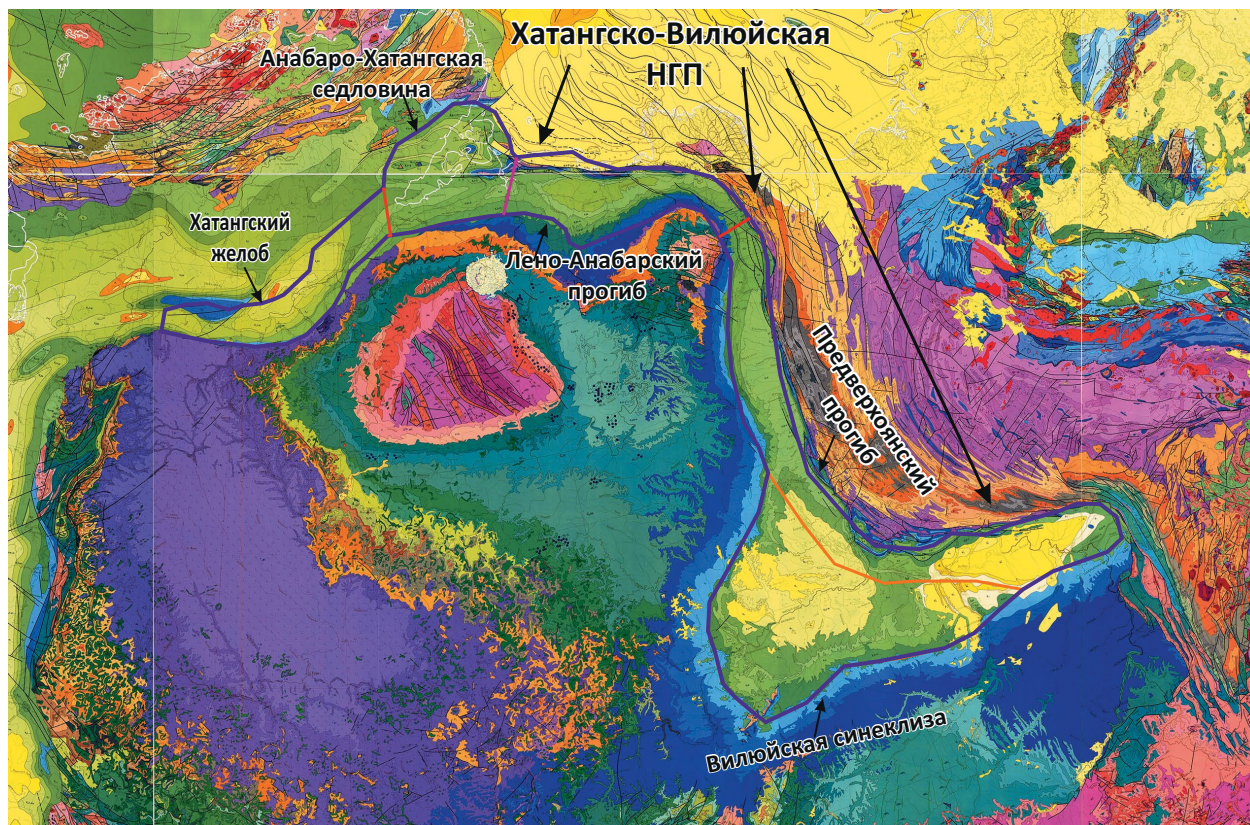 Хатангско-Вилюйская
НГП
Анабаро-Хатангская
седловина
Хатангский
желоб
Лено-Анабарский
прогиб
Предверхоянский
прогиб
Вилюйская синеклиза